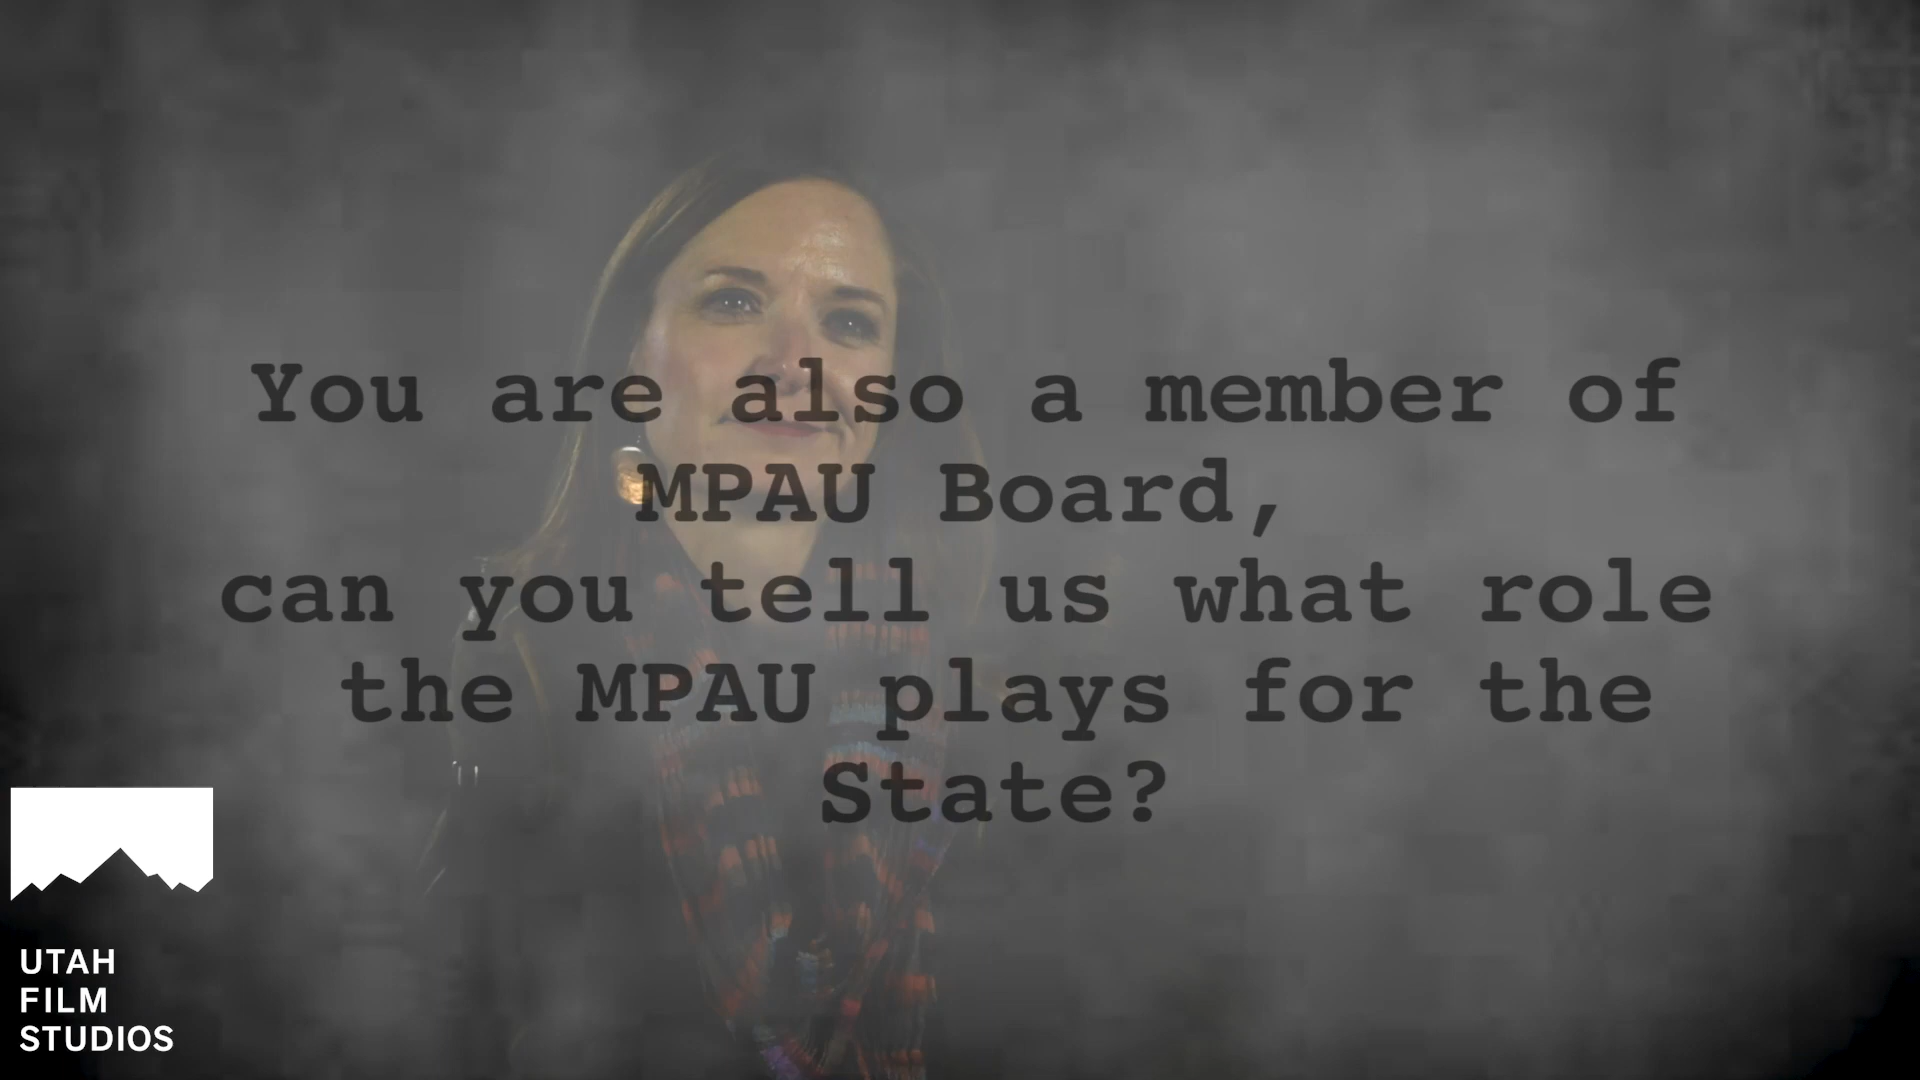 You are also a member of
MPAU Board,
can you tell us what role
the MPAU plays for the
State?
UTAH
FILM
STUDIOS